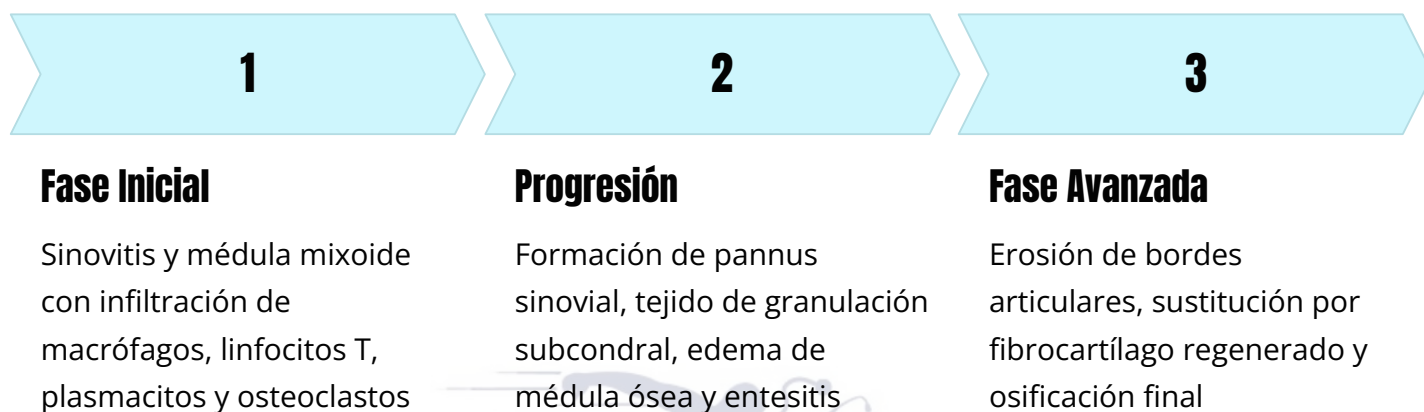 1
2
3
Fase Inicial
Sinovitis y médula mixoide
con infiltración de
macrófagos, linfocitos T,
plasmacitos y osteoclastos
Progresión
Formación de pannus
sinovial, tejido de granulación
subcondral, edema de
médula ósea y entesitis
Fase Avanzada
Erosión de bordes
articulares, sustitución por
fibrocartílago regenerado y
osificación final